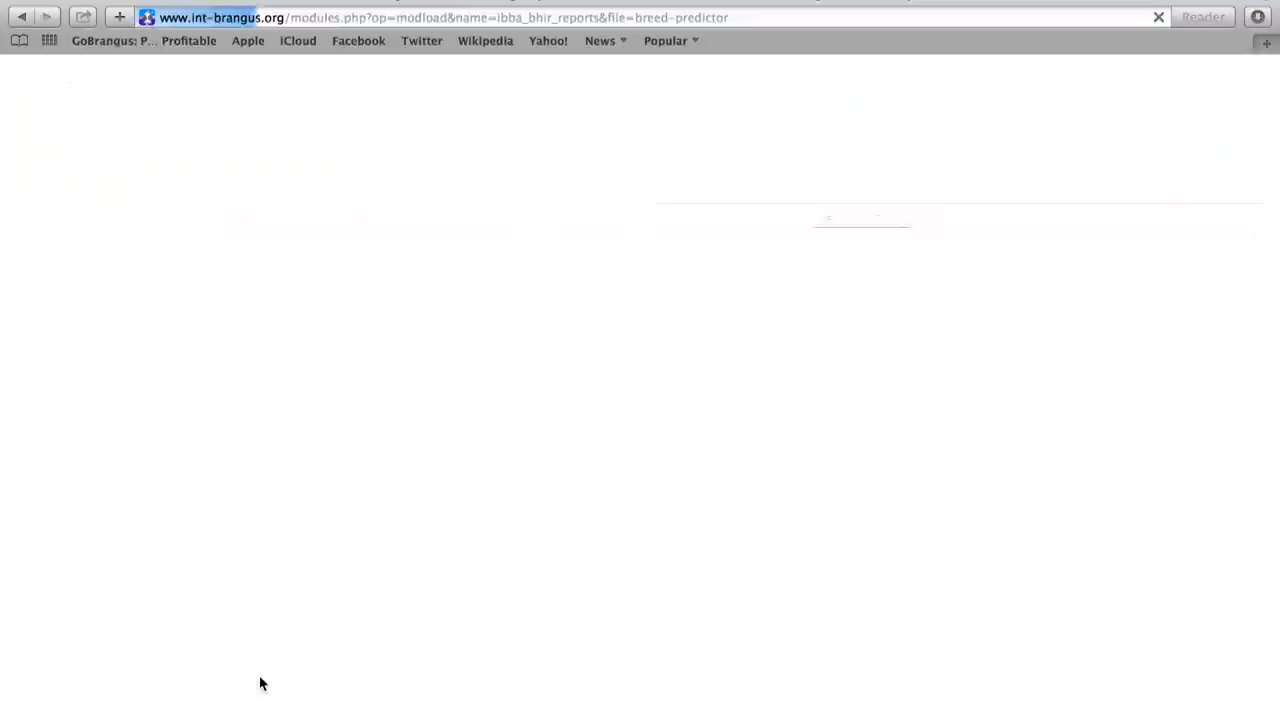 www.int-brangus.org/modules.php?op=modload&name=ibba_bhir_reports&file=breed-predictor
Reader
GoBrangus: P... Profitable Apple iCloud Facebook Twitter Wikipedia Yahoo! News Popular